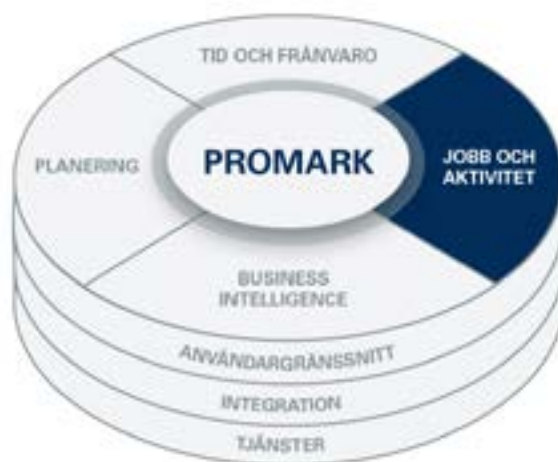 TID OCH FRÅNVARO
PLANERING
PROMARK
JOBB OCH
AKTIVITET
BUSINESS
INTELLIGENCE
ANVÄNDARGRÄNSSNITT
INTEGRATION
TJÄNSTER